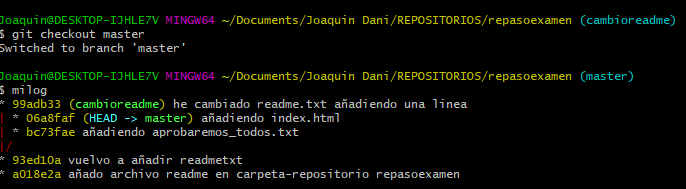 Joaquin@DESKTOP-IJHLE7V MINGW64 ~/Documents/Joaquin Dani/REPOSITORIOS/repasoexamen (cambioreadme)
$ git checkout master
Switched to branch 'master'
Joaquin@DESKTOP-IJHLE7V MINGW64 ~/Documents/Joaquin Dani/REPOSITORIOS/repasoexamen (master)
$ milog
* 99adb33 (cambioreadme) he cambiado readme.txt añadiendo una linea
| * 06a8faf (HEAD -> master) añadiendo index.html
| * bc73fae añadiendo aprobaremos_todos.txt
|/
* 93ed10a vuelvo a añadir readmetxt
* a018e2a añado archivo readme en carpeta-repositorio repasoexamen